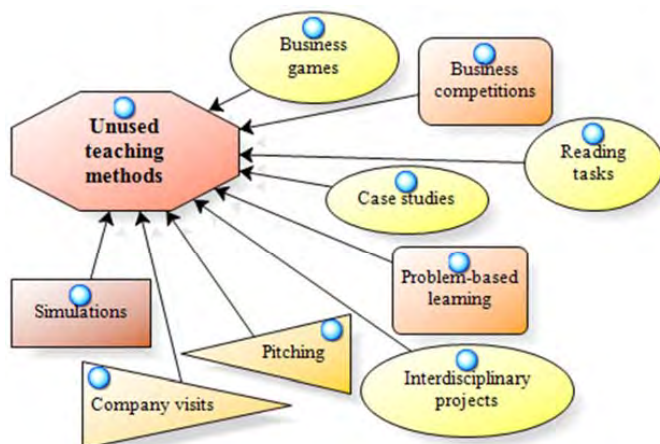 Business
games
Business
competitions
Unused
teaching
methods
Reading
tasks
Case studies
Problem-based
learning
Simulations
Pitching
Interdisciplinary
projects
Company visits